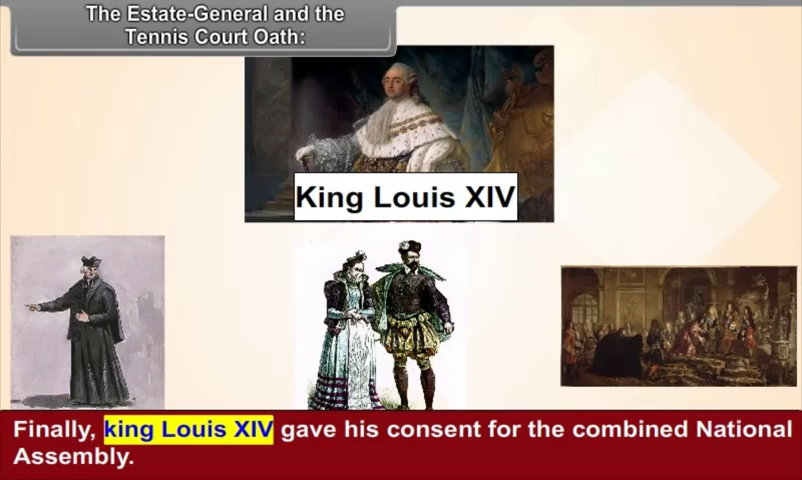 The Estate-General and the
Tennis Court Oath:
King Louis XIV
Finally, king Louis XIV gave his consent for the combined National
Assembly.